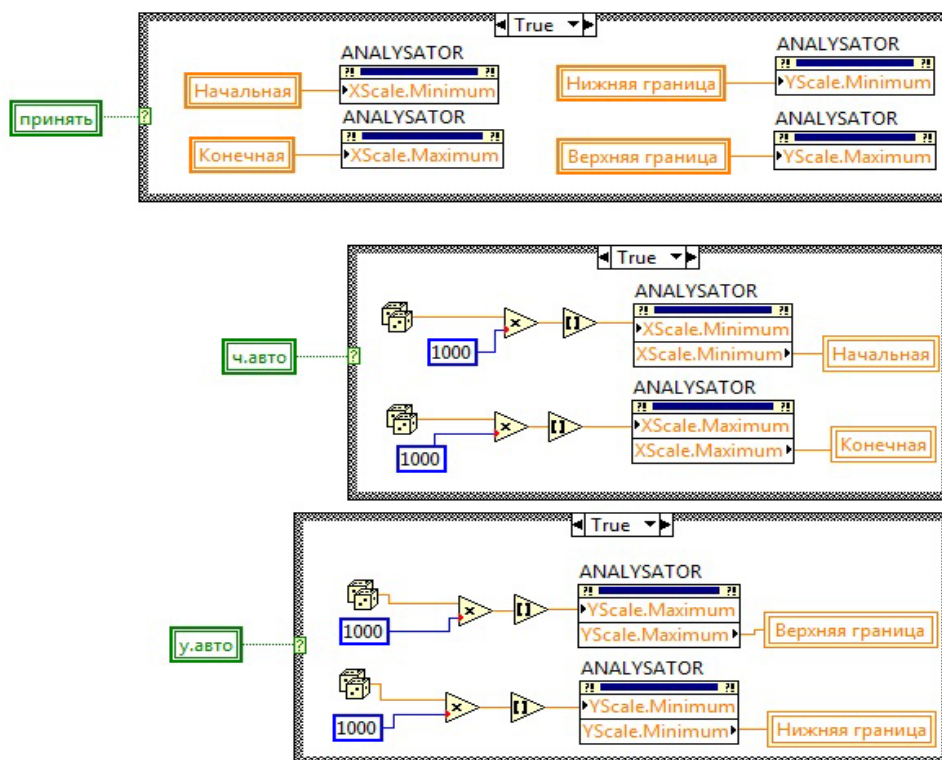 True
ANALYSATOR
ANALYSATOR
Начальная
XScale.Minimum
Нижняя граница
YScale.Minimum
принять
ANALYSATOR
ANALYSATOR
Конечная
XScale.Maximum
Верхняя граница
YScale.Maximum
True
ANALYSATOR
XScale.Minimum
1000
XScale.Minimum
Начальная
ч.авто
ANALYSATOR
XScale.Maximum
1000
XScale.Maximum
Конечная
True
ANALYSATOR
YScale.Maximum
1000
YScale.Maximum
Верхняя граница
у.авто
ANALYSATOR
YScale.Minimum
1000
YScale.Minimum
Нижняя граница